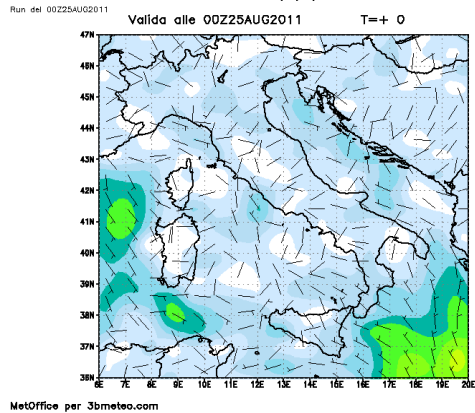 Run del 00Z25AUG2011
Valida alle 00Z25AUG2011 T=+ 0
47N
46N
45N
44N
43N
42N
41N
40N
39N
38N
37N
36N
6E 7E 8E 9E 10E 11E 12E 13E 14E 15E 16E 17E 18E 19E 20E
MetOffice per 3bmeteo.com